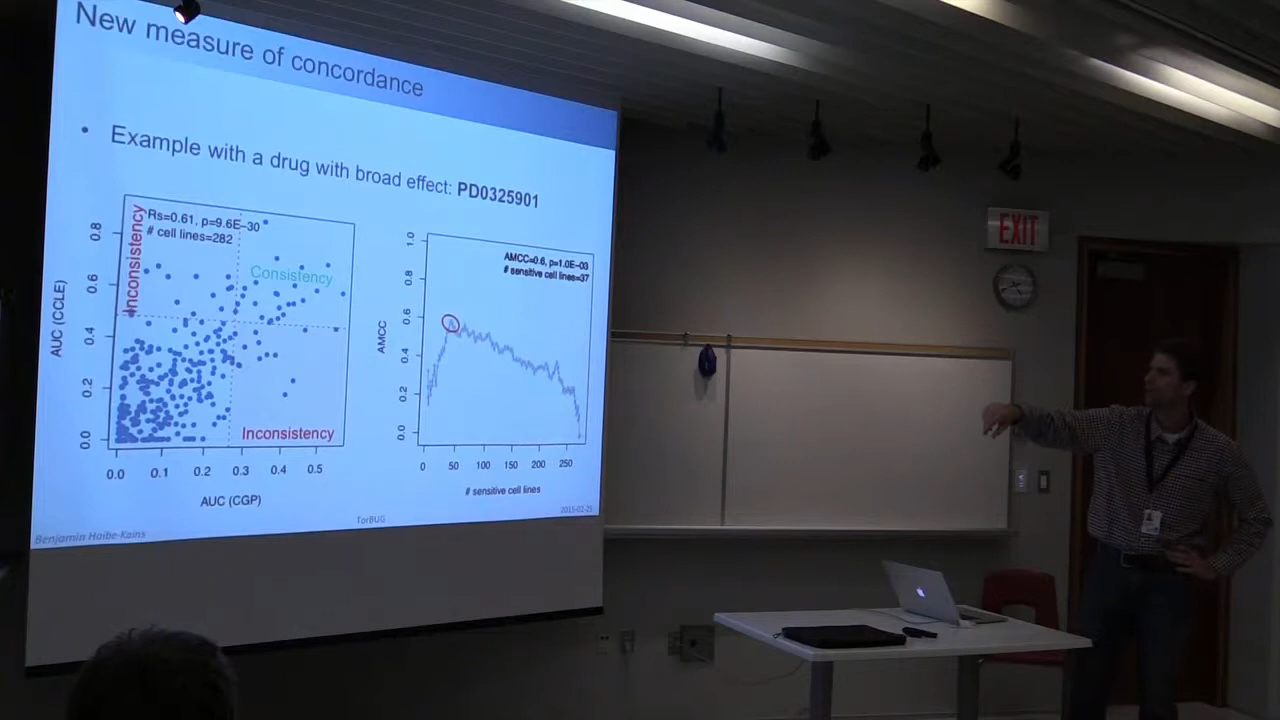 New measure of concordance
• Example with a drug with broad effect: PD0325901
Rs=0.61, p=9.6E−30
# cell lines=282
Inconsistency
Consistency
Inconsistency
AUC (CCLE)
0.8
0.6
0.4
0.2
0.0
0.0 0.1 0.2 0.3 0.4 0.5
AUC (CGP)
AMCC=0.6, p=1.0E−03
# sensitive cell lines=37
AMCC
1.0
0.8
0.6
0.4
0.2
0.0
0 50 100 150 200 250
# sensitive cell lines
Benjamin Haibe-Kains
TorBUG
2015-02-25
EXIT